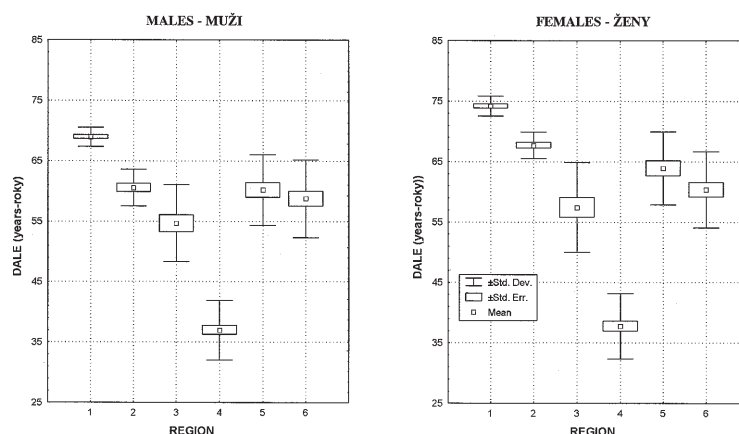 MALES - MUŽI
85
75
65
55
45
35
25
DALE (years-roky)
1 2 3 4 5 6
REGION
FEMALES - ŽENY
85
75
65
55
45
35
25
DALE (years-roky))
±Std. Dev.
±Std. Err.
Mean
1 2 3 4 5 6
REGION